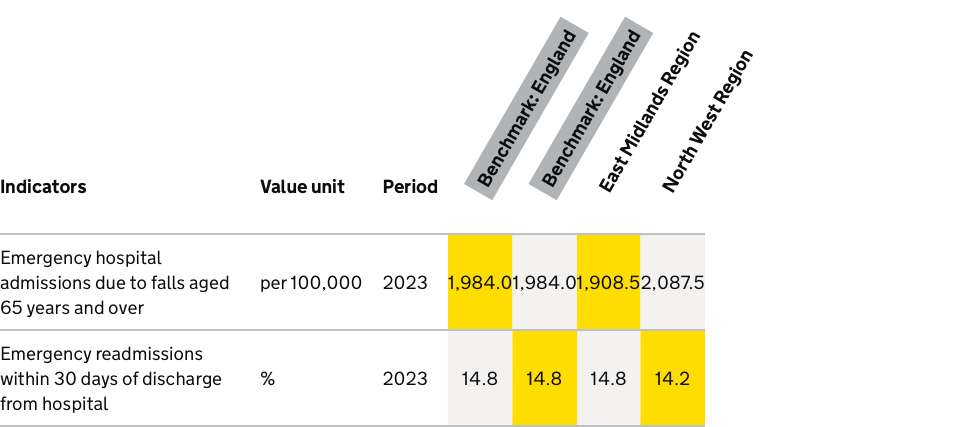 Benchmark: England
Benchmark: England
East Midlands Region
North West Region
Indicators Value unit Period
Emergency hospital
admissions due to falls aged
65 years and over
per 100,000 2023 1,984.0 1,984.0 1,908.5 2,087.5
Emergency readmissions
within 30 days of discharge
from hospital
% 2023 14.8 14.8 14.8 14.2